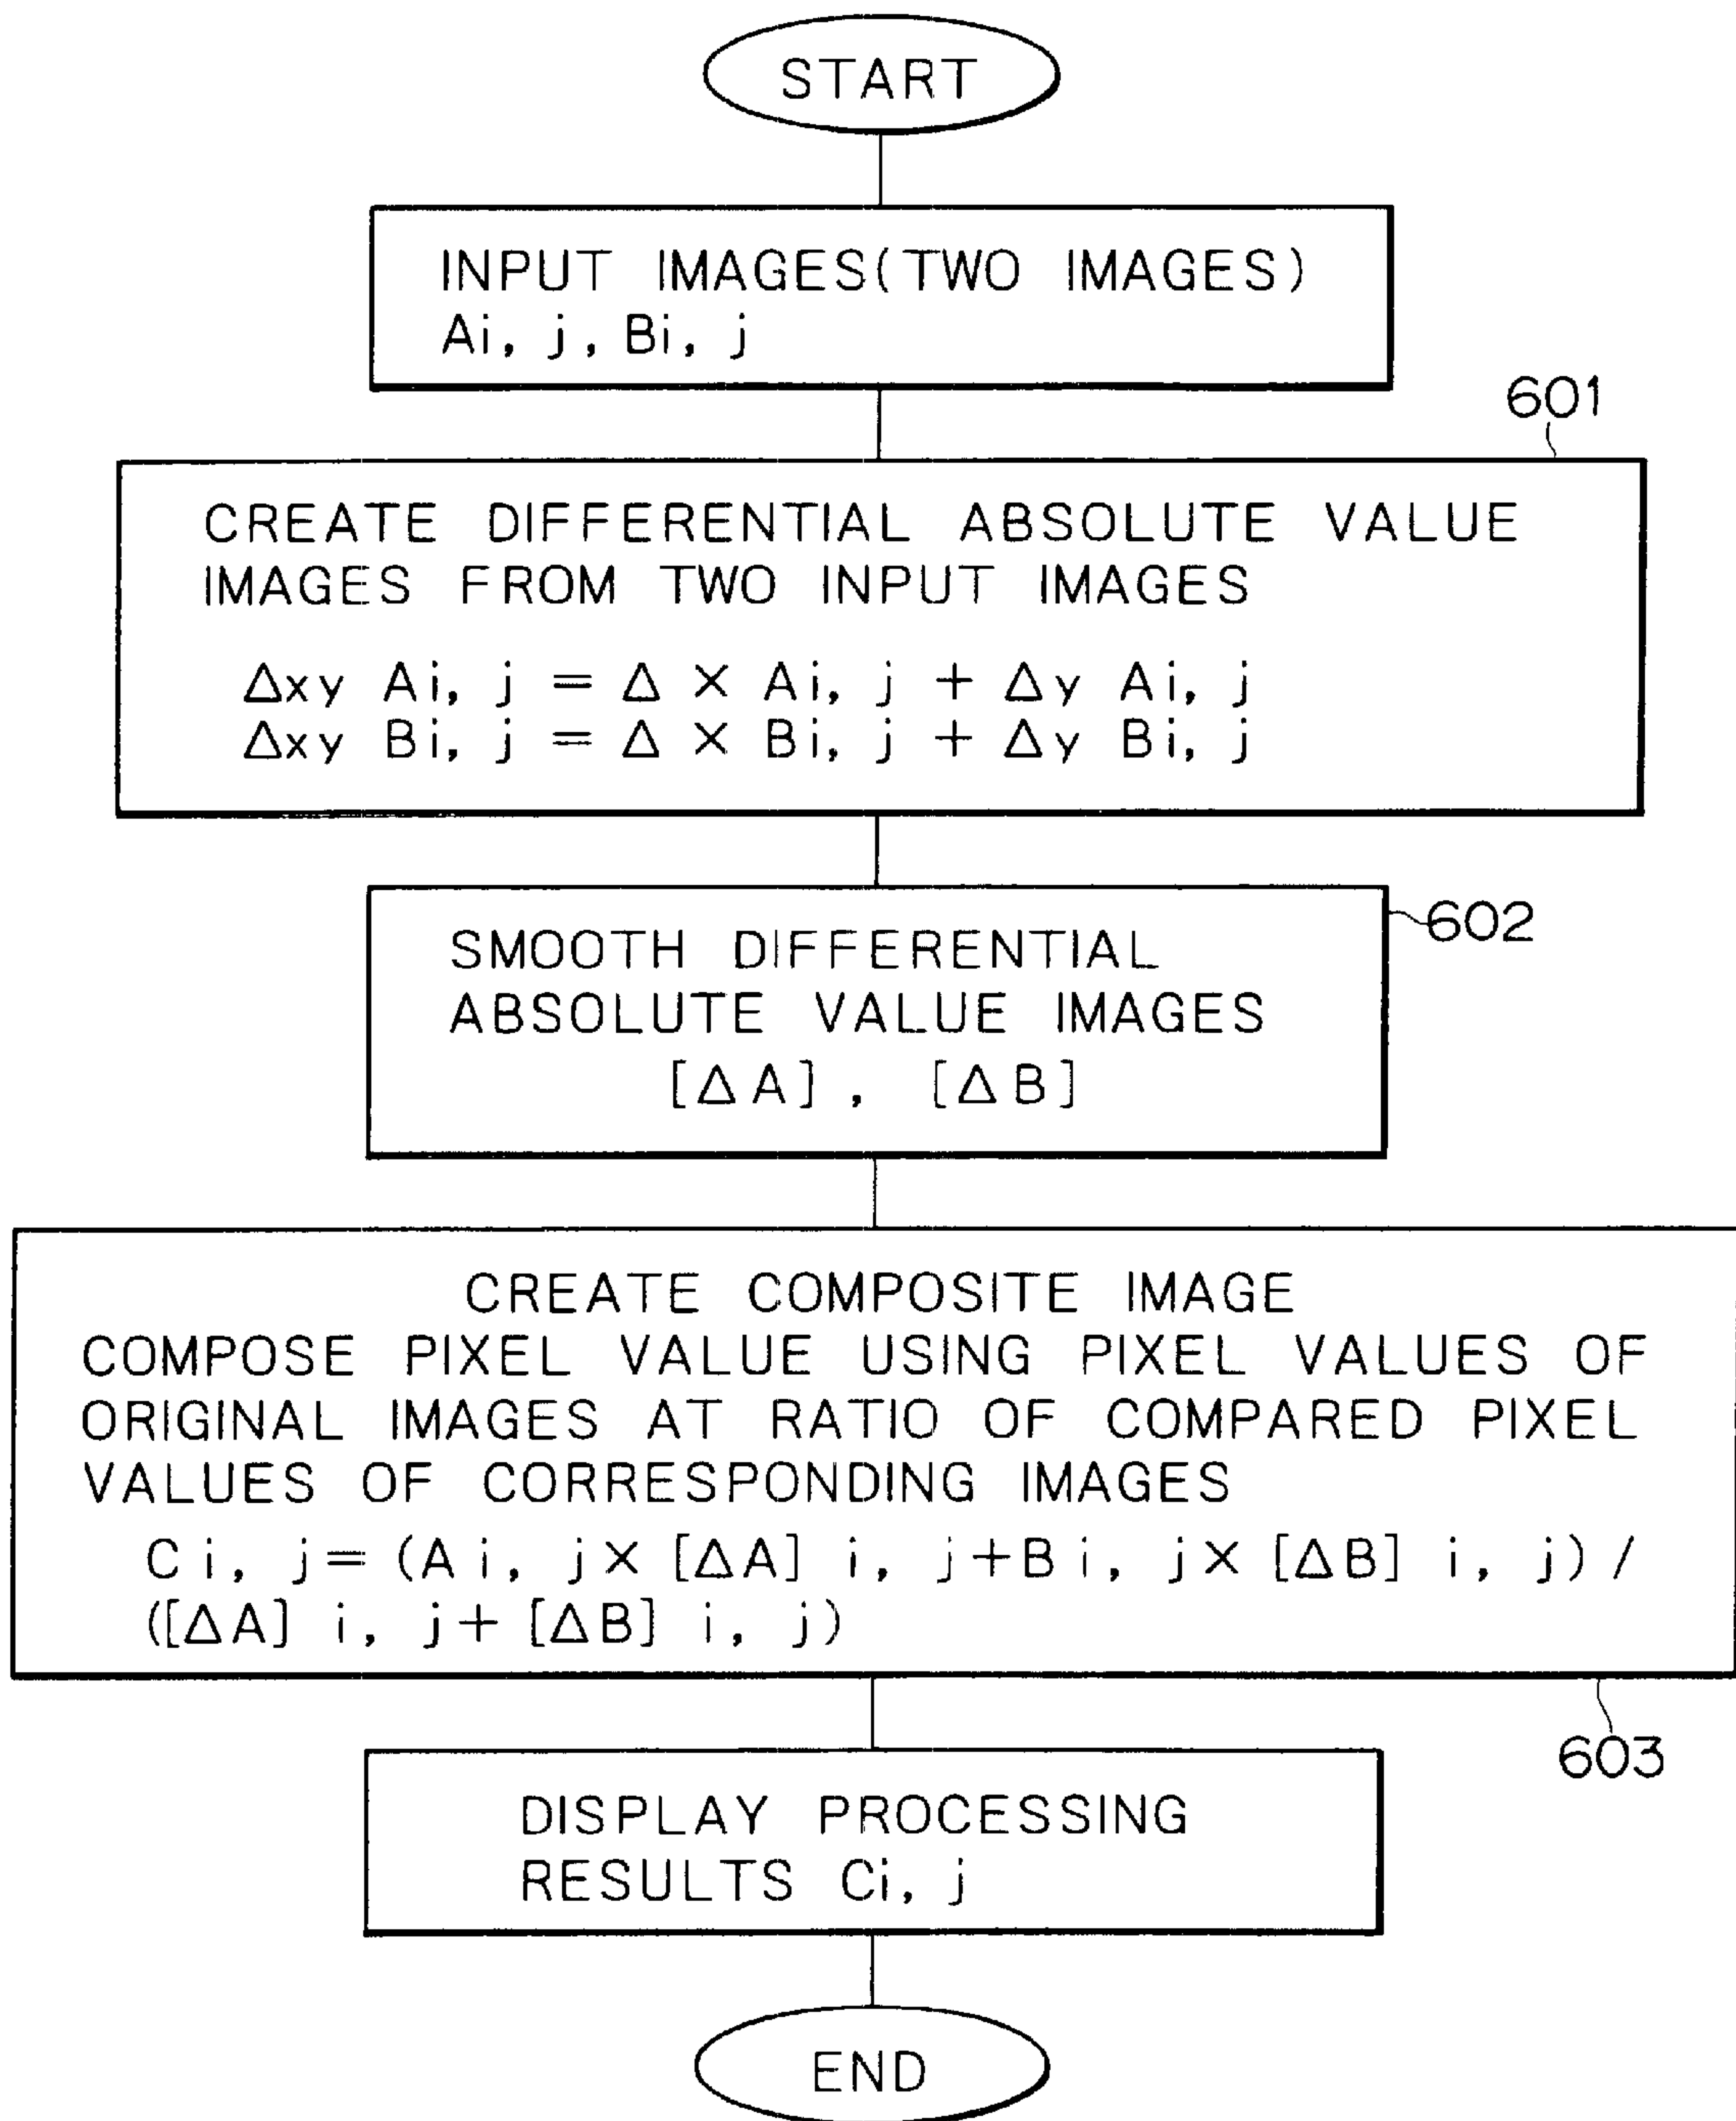 START
INPUT IMAGES(TWO IMAGES)
Ai, j, Bi, j
601
CREATE DIFFERENTIAL ABSOLUTE VALUE
IMAGES FROM TWO INPUT IMAGES
Δxy Ai, j = Δ × Ai, j + Δy Ai, j
Δxy Bi, j = Δ × Bi, j + Δy Bi, j
602
SMOOTH DIFFERENTIAL
ABSOLUTE VALUE IMAGES
[ΔA] , [ΔB]
CREATE COMPOSITE IMAGE
COMPOSE PIXEL VALUE USING PIXEL VALUES OF
ORIGINAL IMAGES AT RATIO OF COMPARED PIXEL
VALUES OF CORRESPONDING IMAGES
Ci, j= (Ai, j× [ΔA] i, j+Bi, j× [ΔB] i, j) /
([ΔA] i, j+ [ΔB] i, j)
603
DISPLAY PROCESSING
RESULTS Ci, j
END